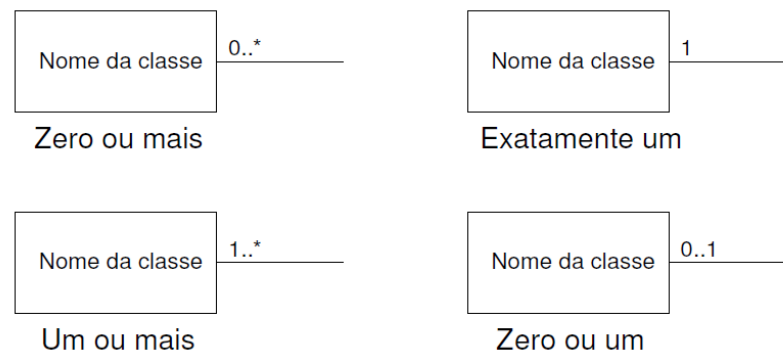 Nome da classe 0..*
Zero ou mais
Nome da classe 1
Exatamente um
Nome da classe 1..*
Um ou mais
Nome da classe 0..1
Zero ou um